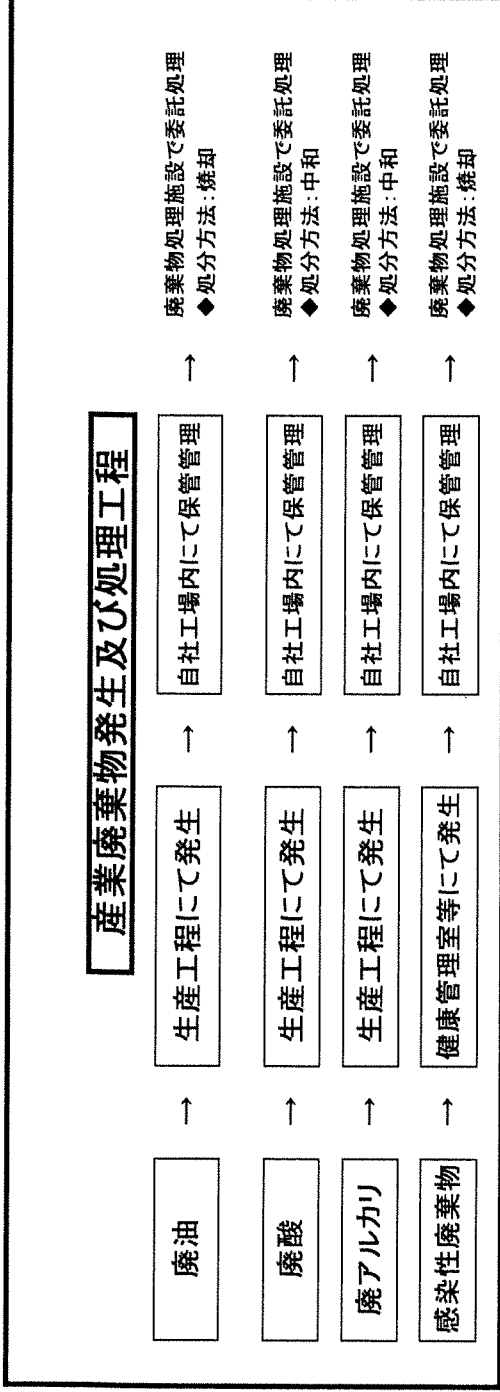 産業廃棄物発生及び処理工程
廃油 → 生産工程にて発生 → 自社工場内にて保管管理 → 廃棄物処理施設で委託処理
◆処分方法:焼却
廃酸 → 生産工程にて発生 → 自社工場内にて保管管理 → 廃棄物処理施設で委託処理
◆処分方法:中和
廃アルカリ → 生産工程にて発生 → 自社工場内にて保管管理 → 廃棄物処理施設で委託処理
◆処分方法:中和
感染性廃棄物 → 健康管理室等にて発生 → 自社工場内にて保管管理 → 廃棄物処理施設で委託処理
◆処分方法:焼却